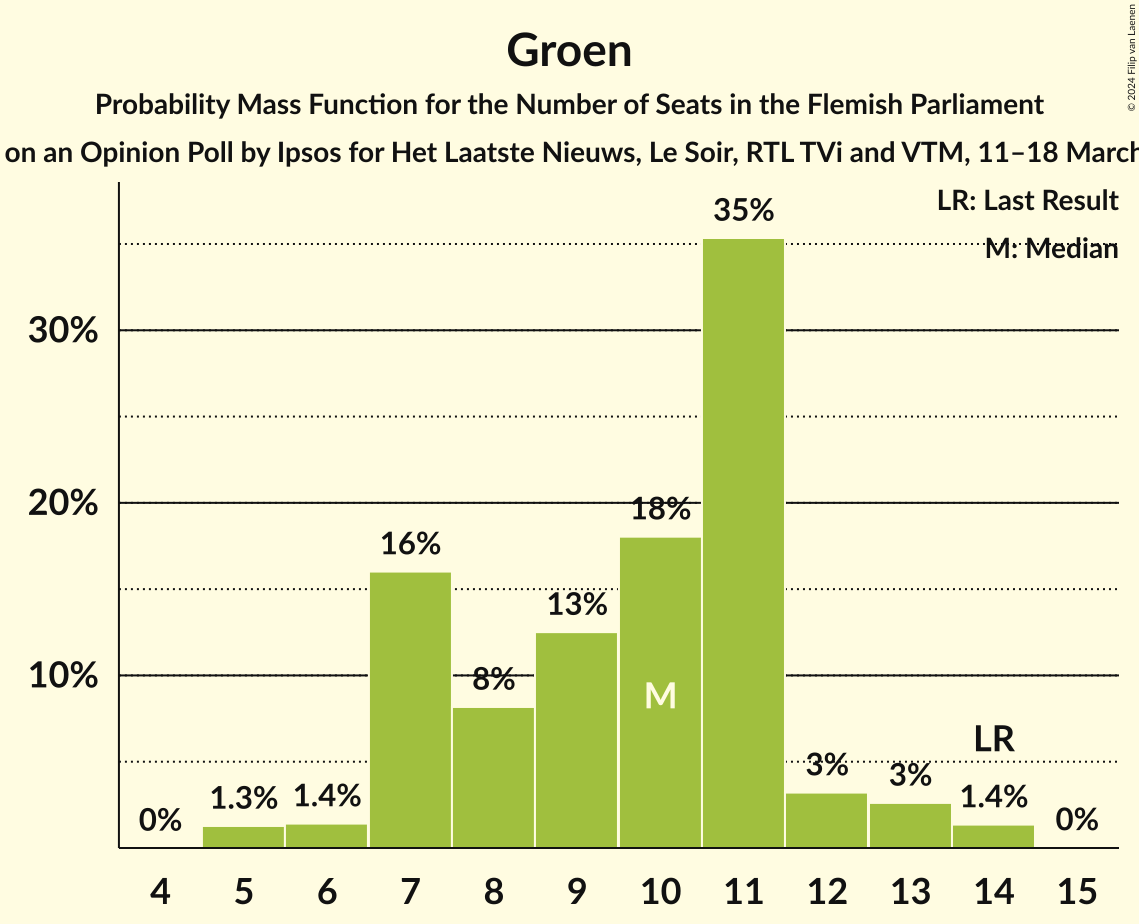 Groen
Probability Mass Function for the Number of Seats in the Flemish Parliament
on an Opinion Poll by Ipsos for Het Laatste Nieuws, Le Soir, RTL TVi and VTM, 11–18 March
© 2024 Filip van Laenen
LR: Last Result
M: Median
35%
30%
20%
18%
16%
13%
10%
8%
M
LR
3%
3%
1.4%
1.3%
1.4%
0%
0%
4 5 6 7 8 9 10 11 12 13 14 15